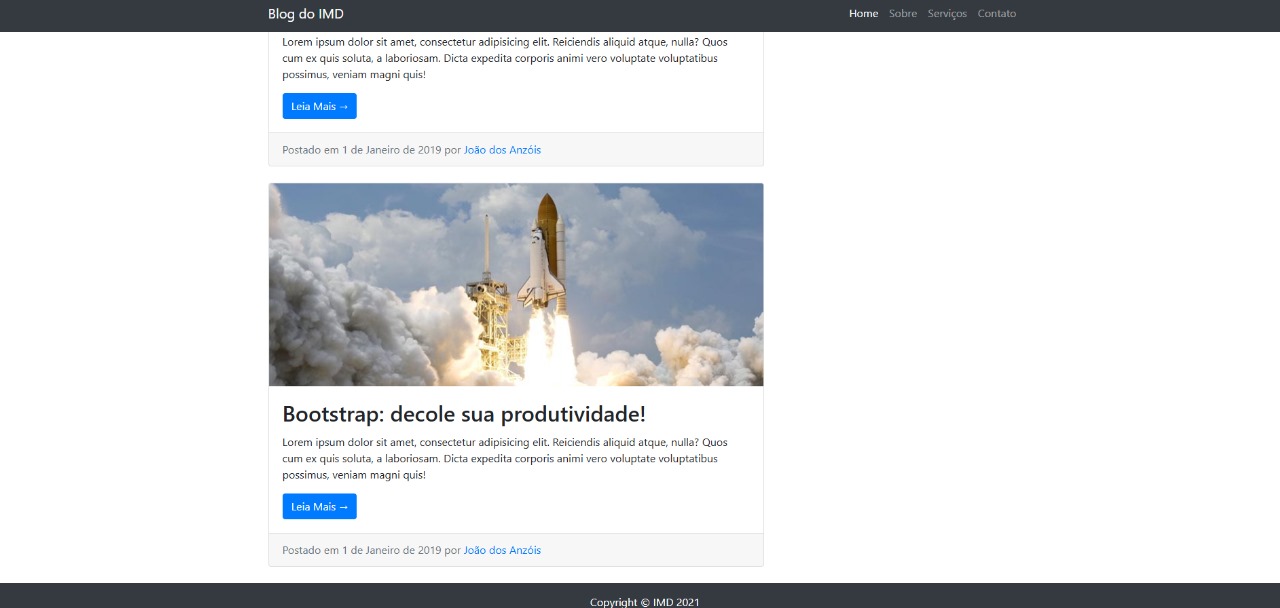 Blog do IMD
Home Sobre Serviços Contato
Lorem ipsum dolor sit amet, consectetur adipisicing elit. Reiciendis aliquid atque, nulla? Quos
cum ex quis soluta, a laboriosam. Dicta expedita corporis animi vero voluptate voluptatibus
possimus, veniam magni quis!
Leia Mais →
Postado em 1 de Janeiro de 2019 por João dos Anzóis
Bootstrap: decole sua produtividade!
Lorem ipsum dolor sit amet, consectetur adipisicing elit. Reiciendis aliquid atque, nulla? Quos
cum ex quis soluta, a laboriosam. Dicta expedita corporis animi vero voluptate voluptatibus
possimus, veniam magni quis!
Leia Mais →
Postado em 1 de Janeiro de 2019 por João dos Anzóis
Copyright © IMD 2021